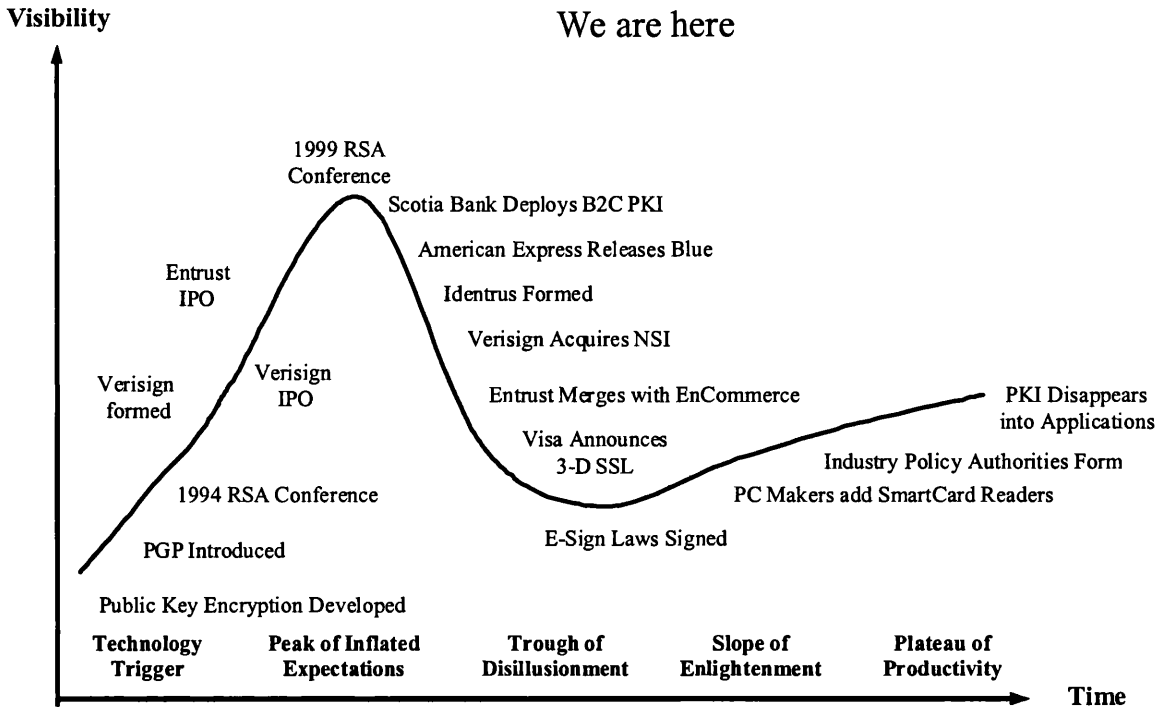 Visibility
We are here
1999 RSA
Conference
Scotia Bank Deploys B2C PKI
American Express Releases Blue
Entrust
IPO
Identrus Formed
Verisign Acquires NSI
Verisign
formed
Verisign
IPO
Entrust Merges with EnCommerce
PKI Disappears
into Applications
Visa Announces
3-D SSL
Industry Policy Authorities Form
1994 RSA Conference
PC Makers add SmartCard Readers
E-Sign Laws Signed
PGP Introduced
Public Key Encryption Developed
Technology
Trigger
Peak of Inflated
Expectations
Trough of
Disillusionment
Slope of
Enlightenment
Plateau of
Productivity
Time